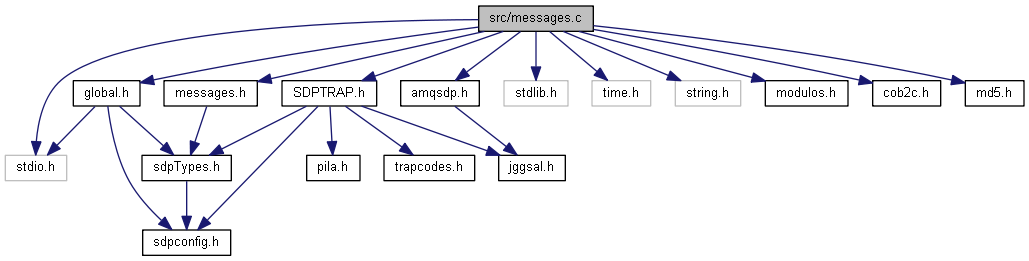 src/messages.c
global.h
messages.h
SDPTRAP.h
amqsdp.h
stdlib.h
time.h
string.h
modulos.h
cob2c.h
md5.h
stdio.h
sdpTypes.h
pila.h
trapcodes.h
jggsal.h
sdpconfig.h